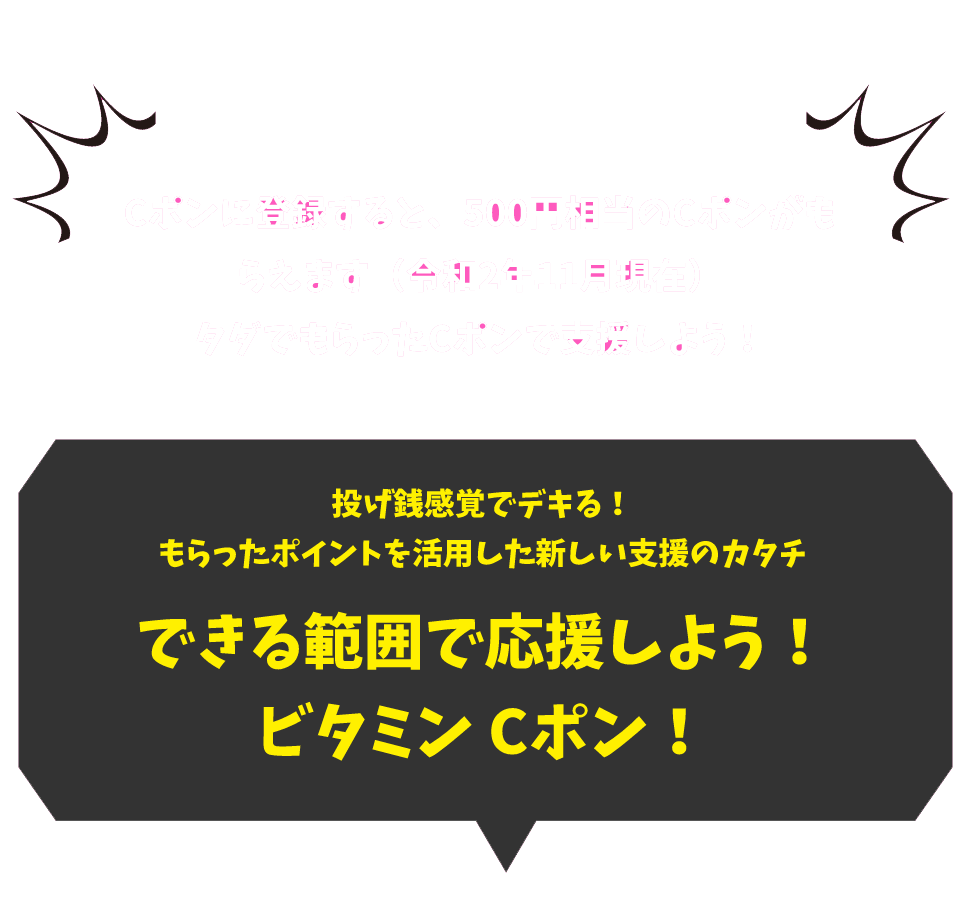 Cポンに登録すると、500円相当のCポンがも
らえます（令和2年11月現在）
タダでもらったCポンで支援しよう！
投げ銭感覚でデキる！
もらったポイントを活用した新しい支援のカタチ
できる範囲で応援しよう！
ビタミンCポン！